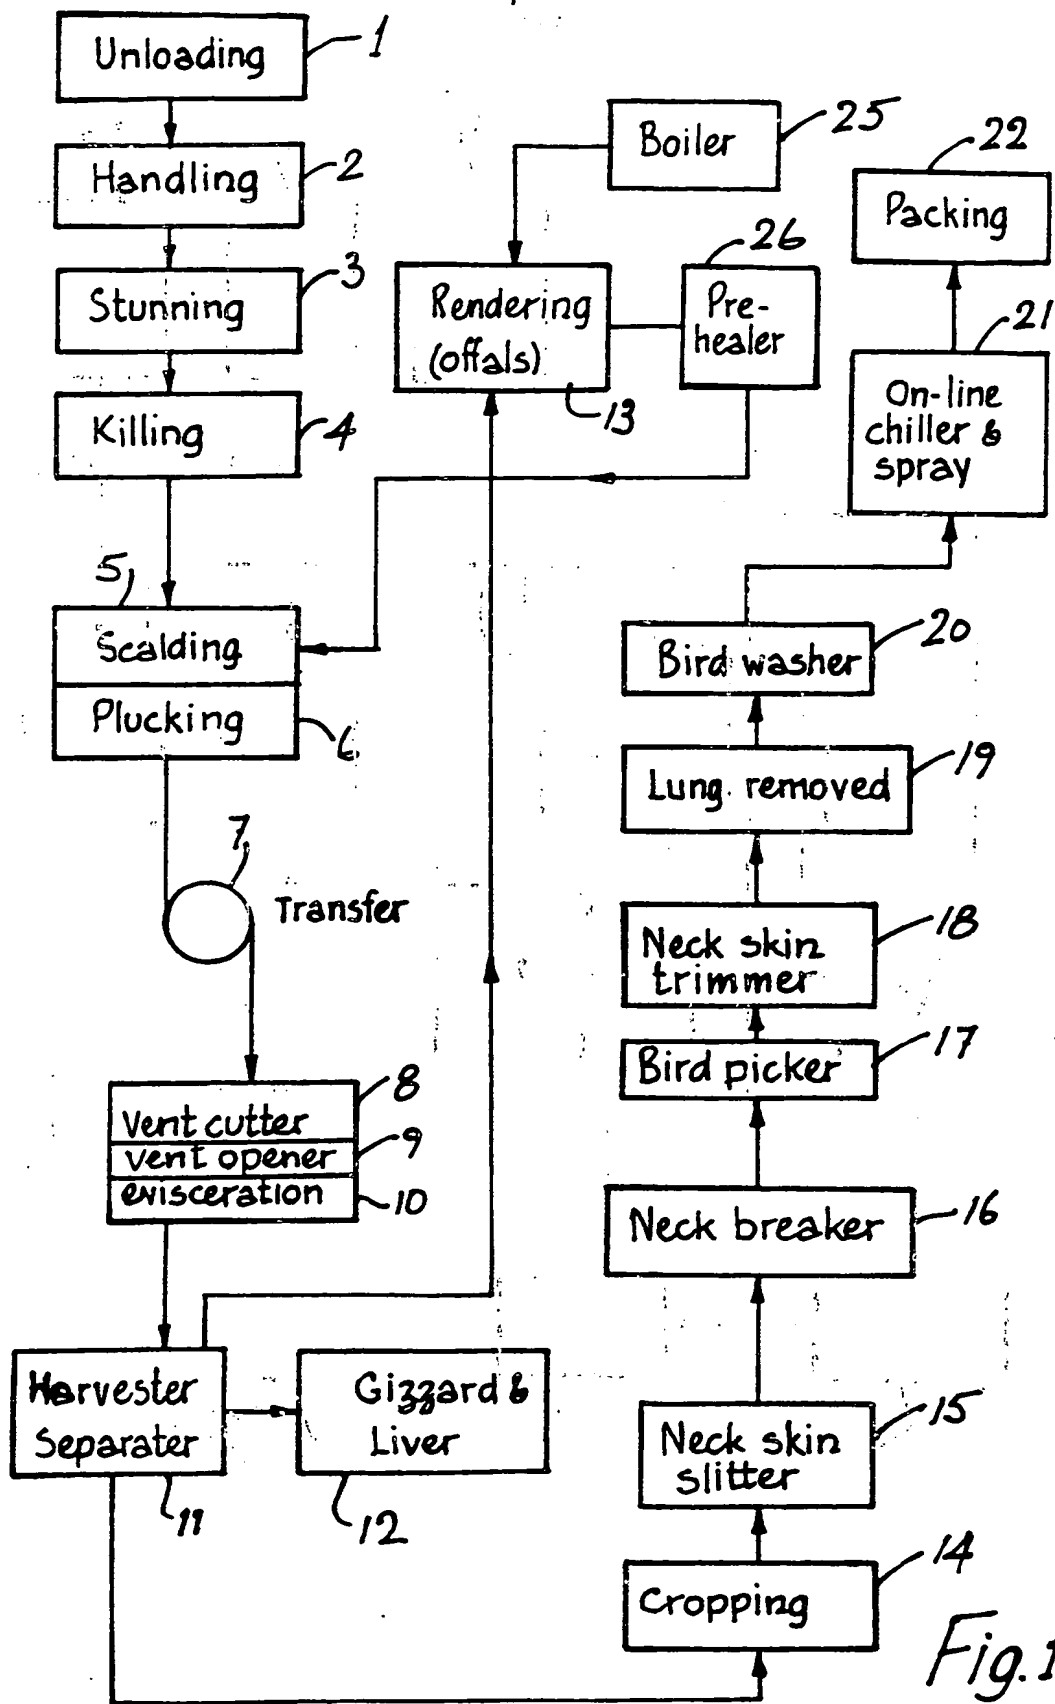 Unloading
1
Handling
2
Stunning
3
Killing
4
5
Scalding
Plucking
6
7
Transfer
8
Vent cutter
vent opener
9
evisceration
10
Harvester
Separater
11
Gizzard &
Liver
12
Boiler
25
Rendering
(offals)
13
26
Pre-
healer
22
Packing
21
On-line
chiller &
spray
20
Bird washer
19
Lung removed
18
Neck skin
trimmer
17
Bird picker
16
Neck breaker
15
Neck skin
slitter
14
Cropping
Fig. 1